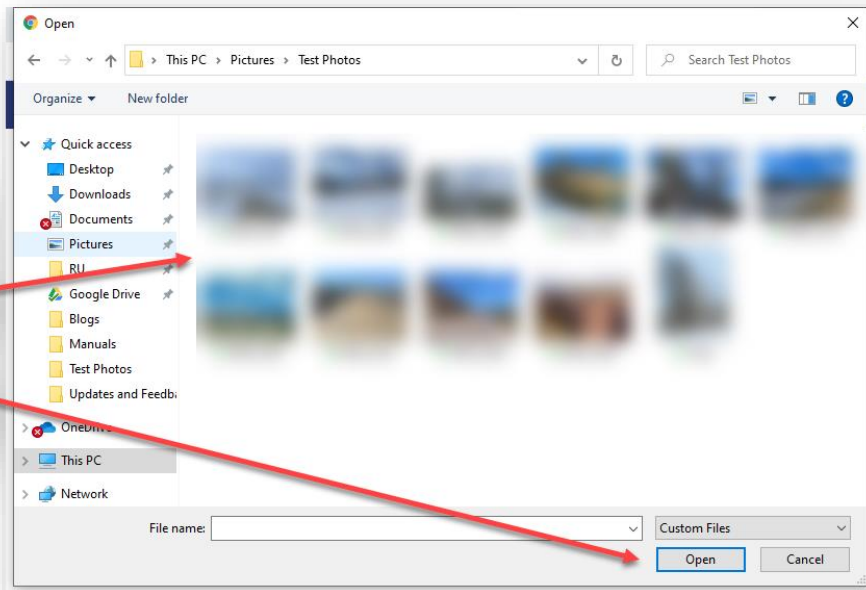 Open
This PC > Pictures > Test Photos
Search Test Photos
Organize
New folder
Quick access
Desktop
Downloads
Documents
Pictures
RU
Google Drive
Blogs
Manuals
Test Photos
Updates and Feedb
OneDrive
This PC
Network
File name:
Custom Files
Open
Cancel